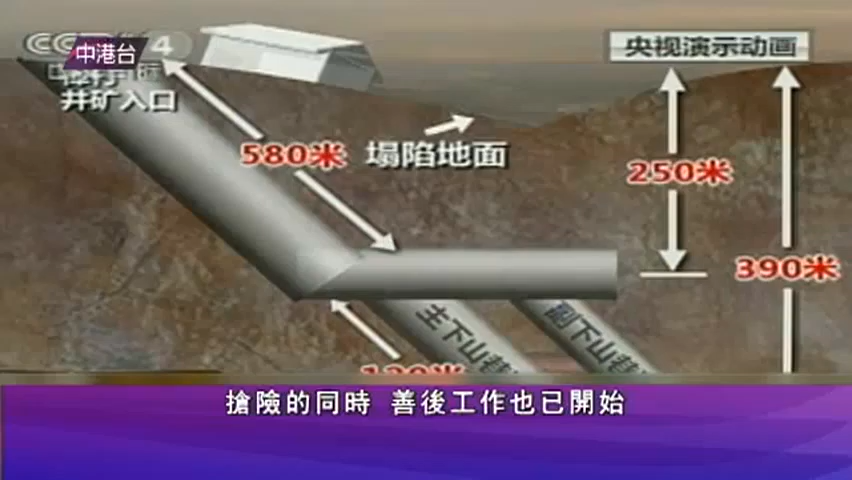 CCTV 4
中港台
央视演示动画
井矿入口
580米
塌陷地面
250米
390米
主下山巷
副下山巷
搶險的同時 善後工作也已開始